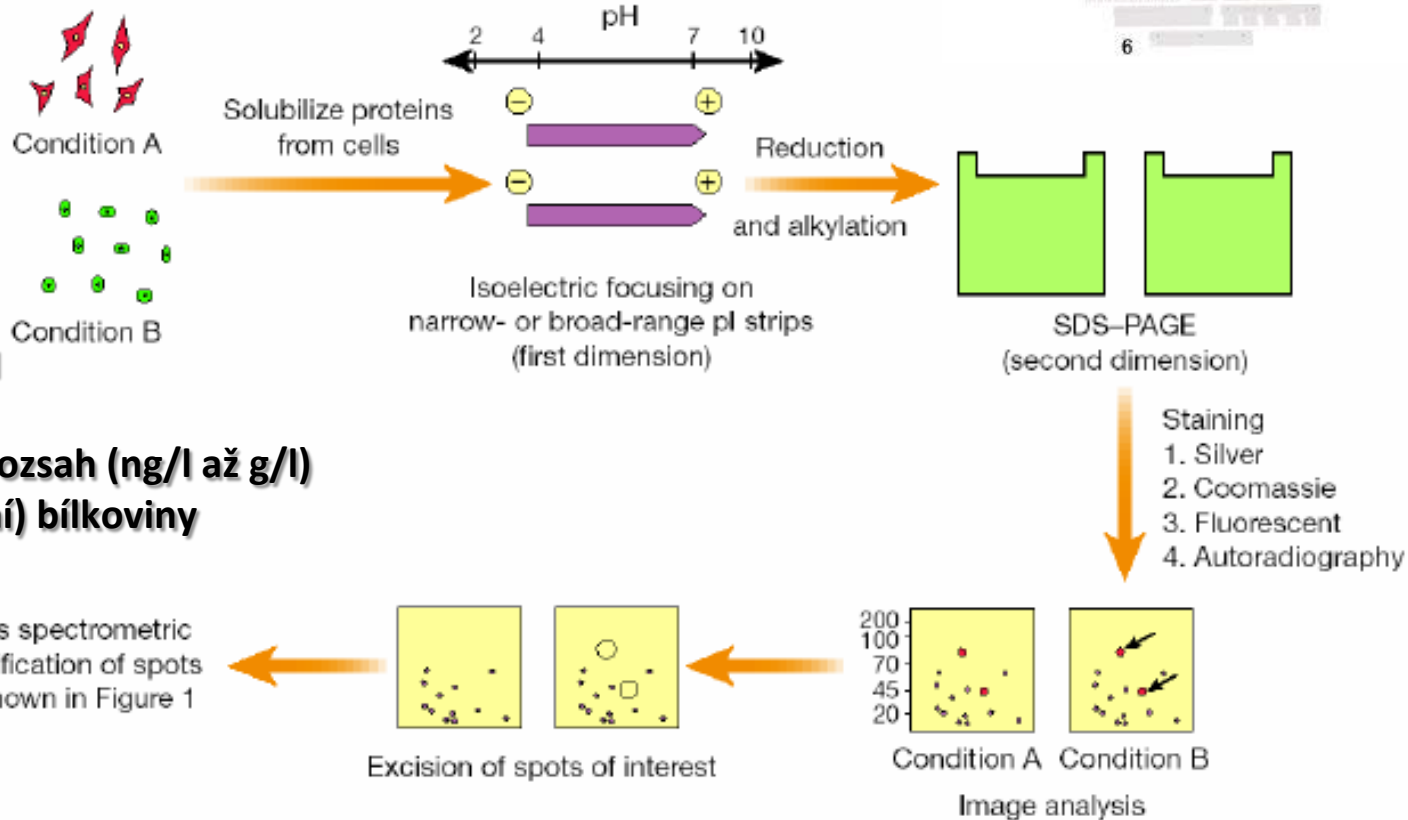 pH
2 4 7 10
6
Condition A
Solubilize proteins
from cells
− +
− +
Reduction
and alkylation
Condition B
Isoelectric focusing on
narrow- or broad-range pI strips
(first dimension)
SDS–PAGE
(second dimension)
Staining
1. Silver
2. Coomassie
3. Fluorescent
4. Autoradiography
ozsah (ng/l až g/l)
í) bílkoviny
s spectrometric
ification of spots
hown in Figure 1
Excision of spots of interest
200
100
70
45
20
Condition A Condition B
Image analysis